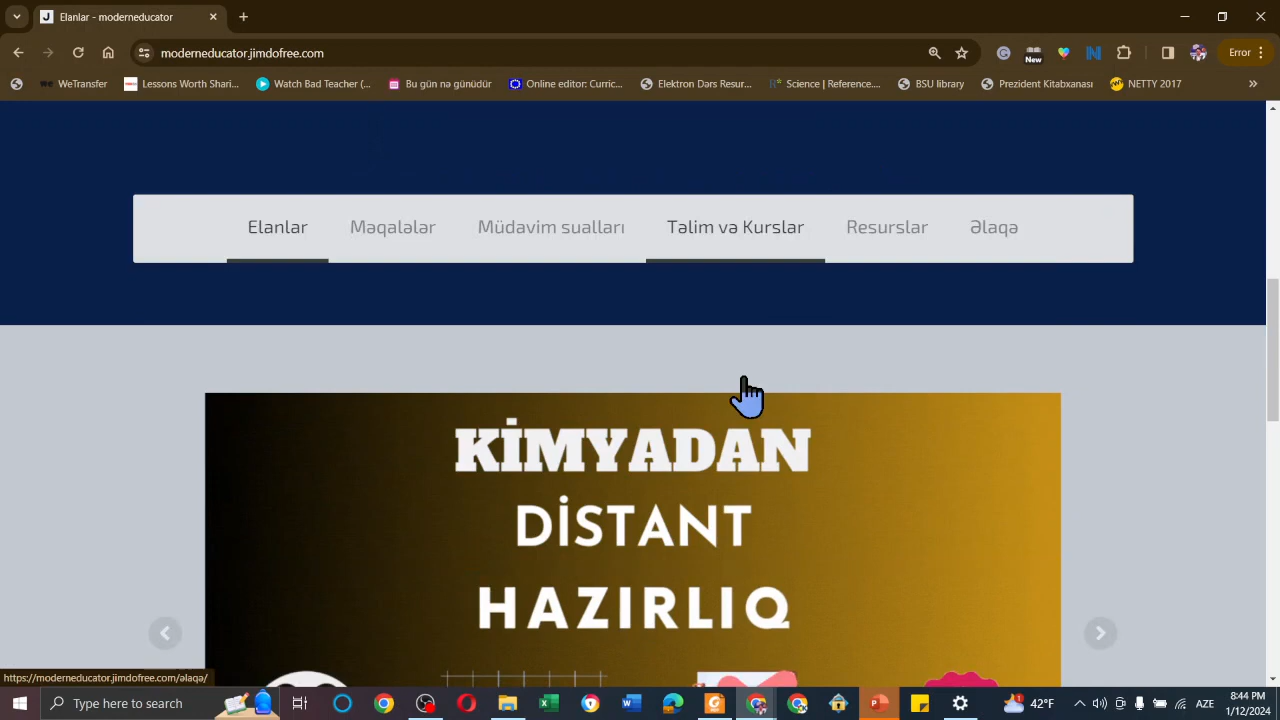 Elanlar - moderneducator
moderneducator.jimdofree.com
New
Error
WeTransfer
Lessons Worth Shari...
Watch Bad Teacher (...
Bu gün nə günüdür
Online editor: Curric...
Elektron Dərs Resur...
Science | Reference....
BSU library
Prezident Kitabxanası
NETTY 2017
Elanlar
Məqalələr
Müdavim sualları
Təlim və Kurslar
Resurslar
Əlaqə
KİMYADAN
DİSTANT
HAZIRLIQ
https://moderneducator.jimdofree.com/əlaqə/
Type here to search
42°F
AZE
8:44 PM
1/12/2024